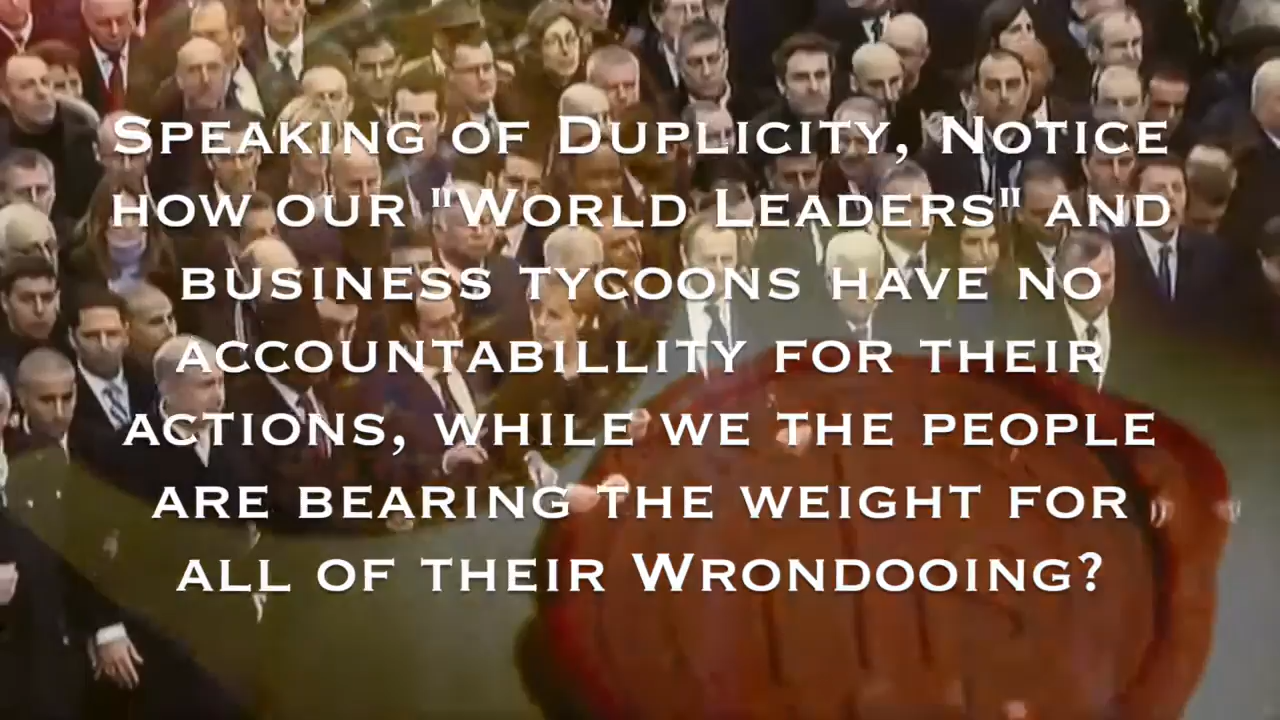 Speaking of Duplicity, Notice
how our "World Leaders" and
business tycoons have no
accountabillity for their
actions, while we the people
are bearing the weight for
all of their Wrondooing?